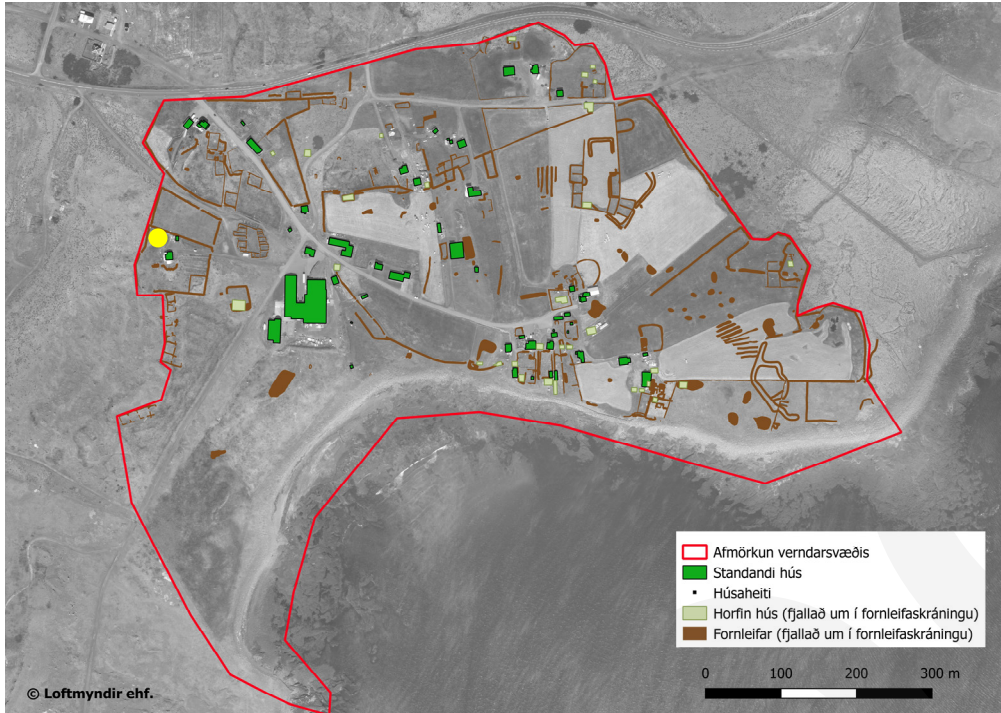 Afmörkun verndarsvæðis
Standandi hús
Húsaheiti
Horfin hús (fjallað um í fornleifaskráningu)
Fornleifar (fjallað um í fornleifaskráningu)
0 100 200 300 m
© Loftmyndir ehf.